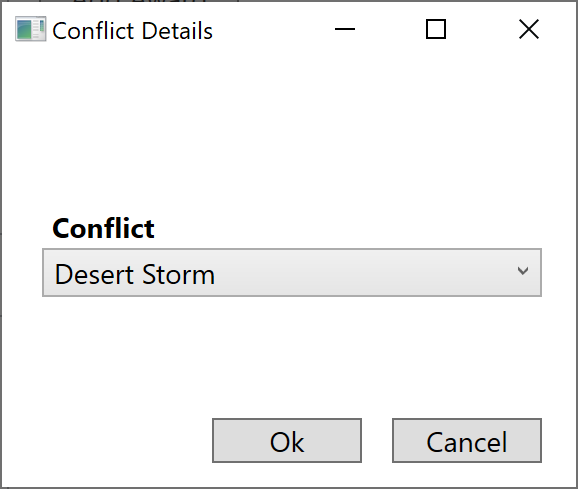 Conflict Details
Conflict
Desert Storm
Ok
Cancel